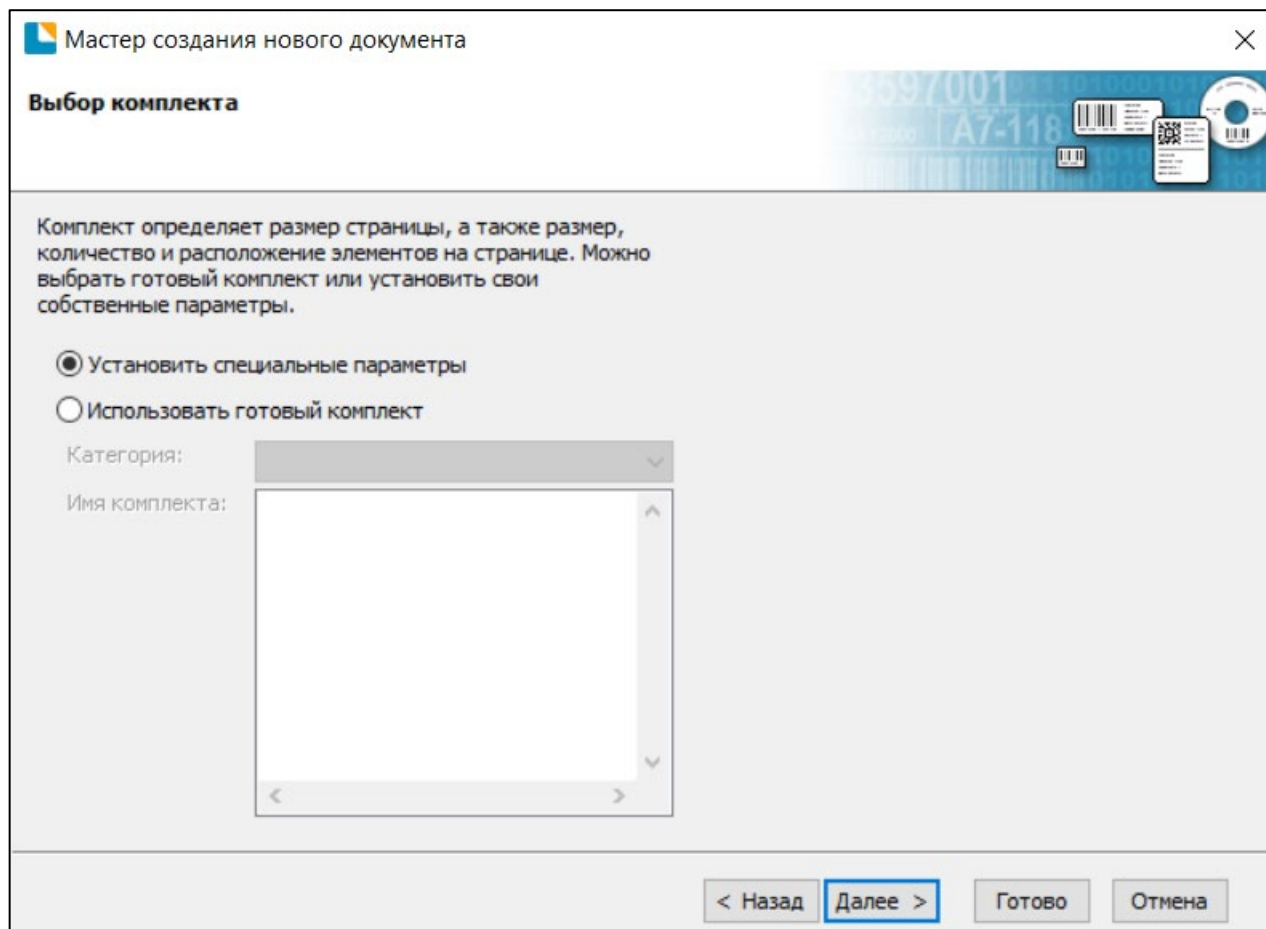 Мастер создания нового документа
Выбор комплекта
3597001
A7-118
Комплект определяет размер страницы, а также размер,
количество и расположение элементов на странице. Можно
выбрать готовый комплект или установить свои
собственные параметры.
Установить специальные параметры
Использовать готовый комплект
Категория:
Имя комплекта:
< Назад
Далее >
Готово
Отмена